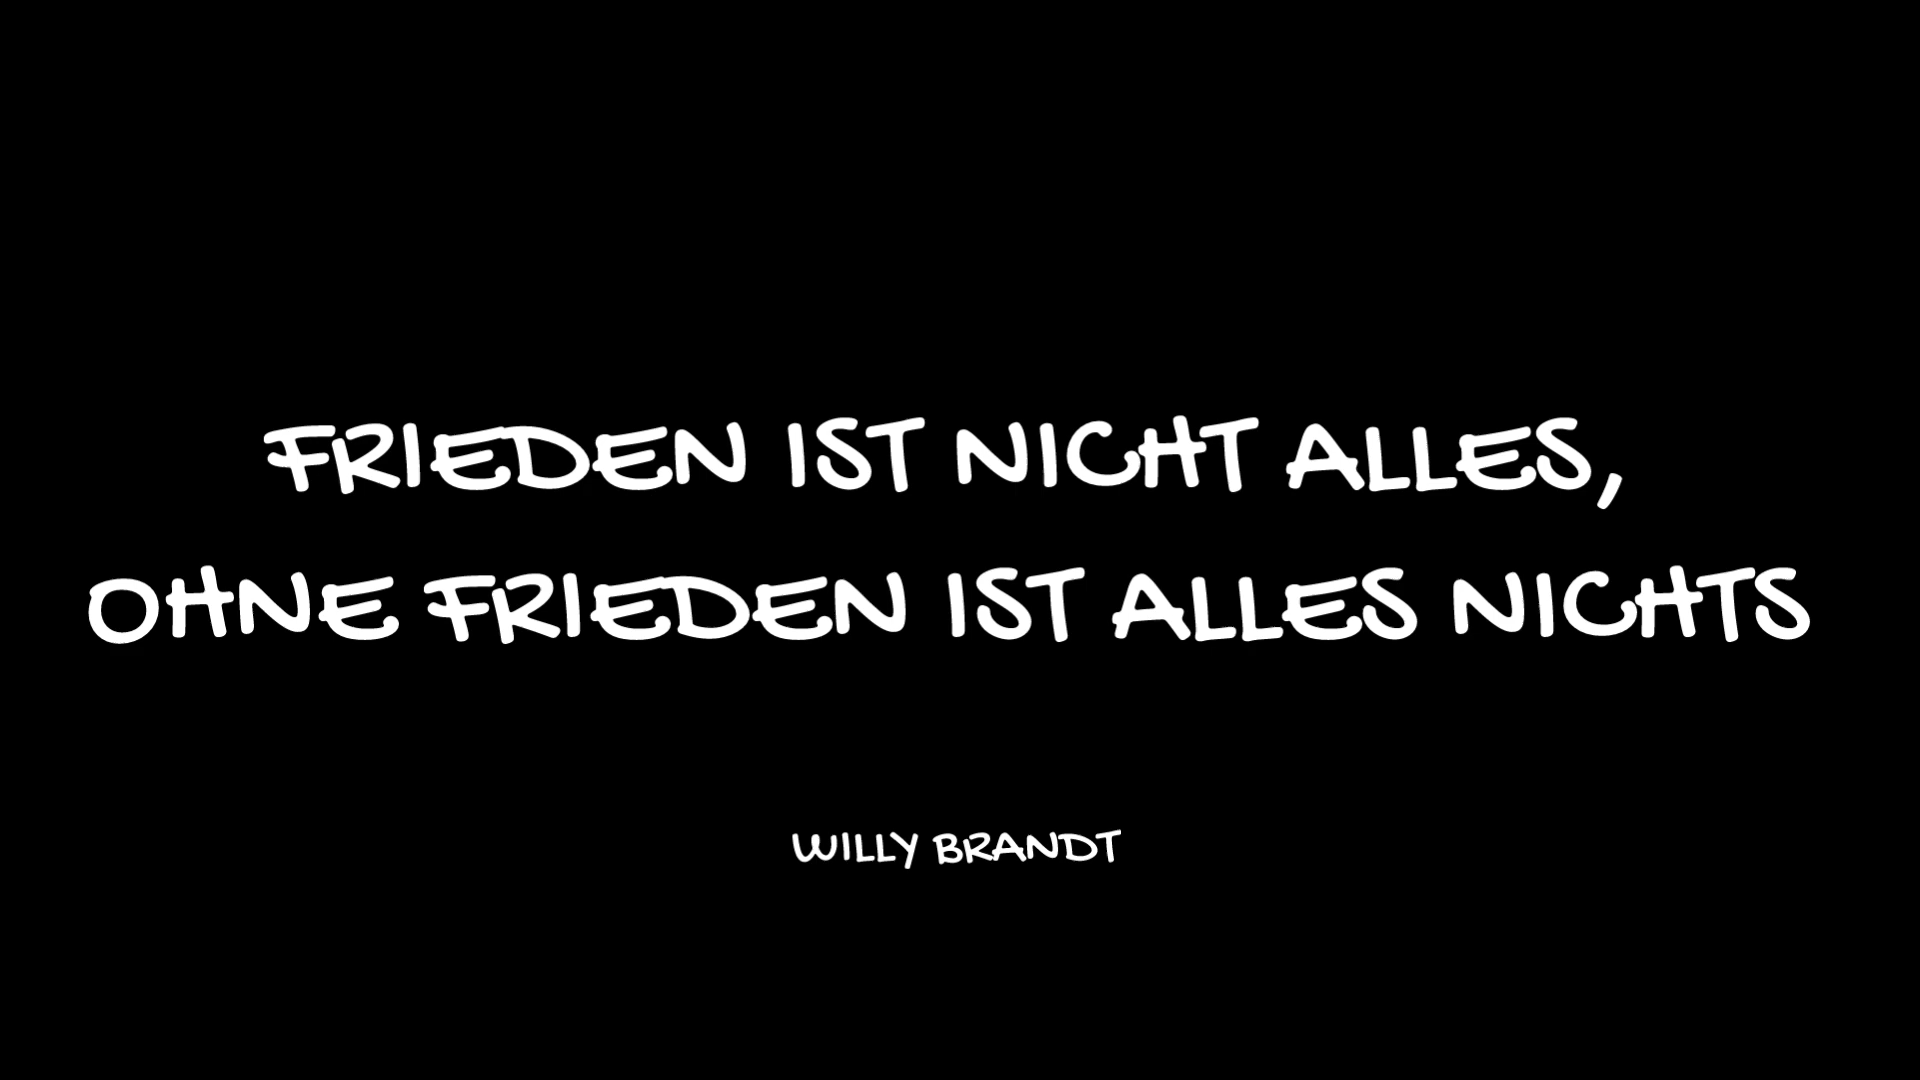 FRIEDEN IST NICHT ALLES,
OHNE FRIEDEN IST ALLES NICHTS
WILLY BRANDT